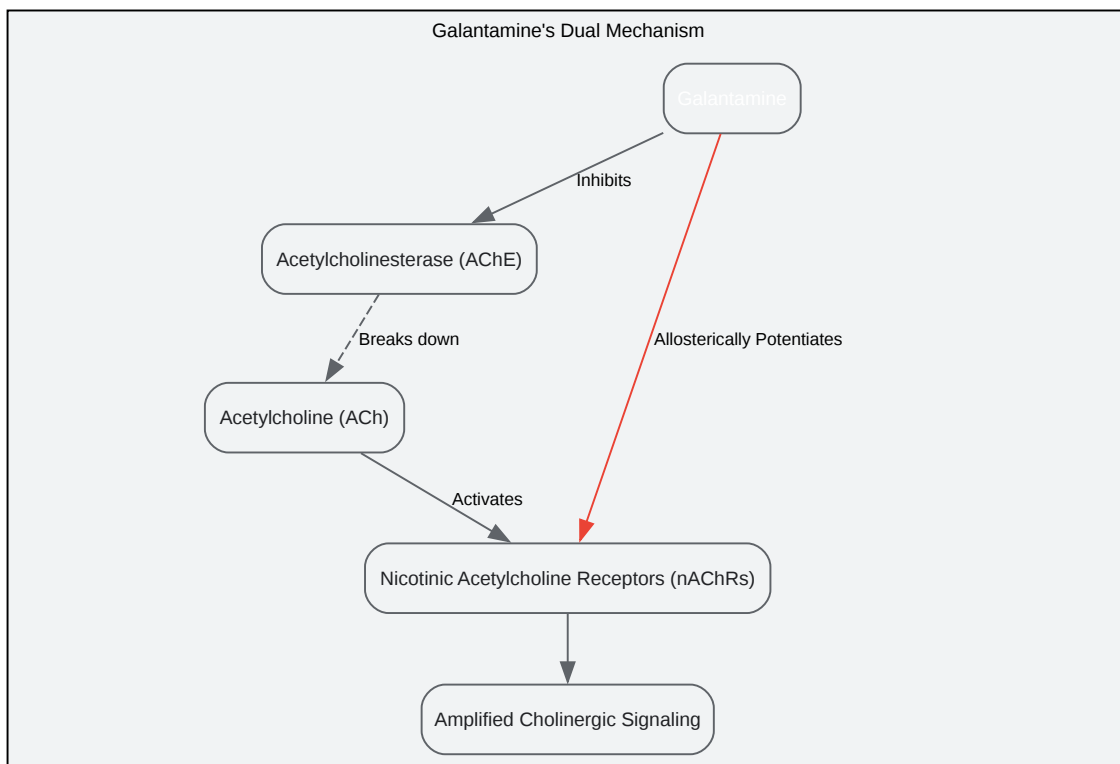 Galantamine's Dual Mechanism
Galantamine
Inhibits
Acetylcholinesterase (AChE)
Breaks down
Allosterically Potentiates
Acetylcholine (ACh)
Activates
Nicotinic Acetylcholine Receptors (nAChRs)
Amplified Cholinergic Signaling